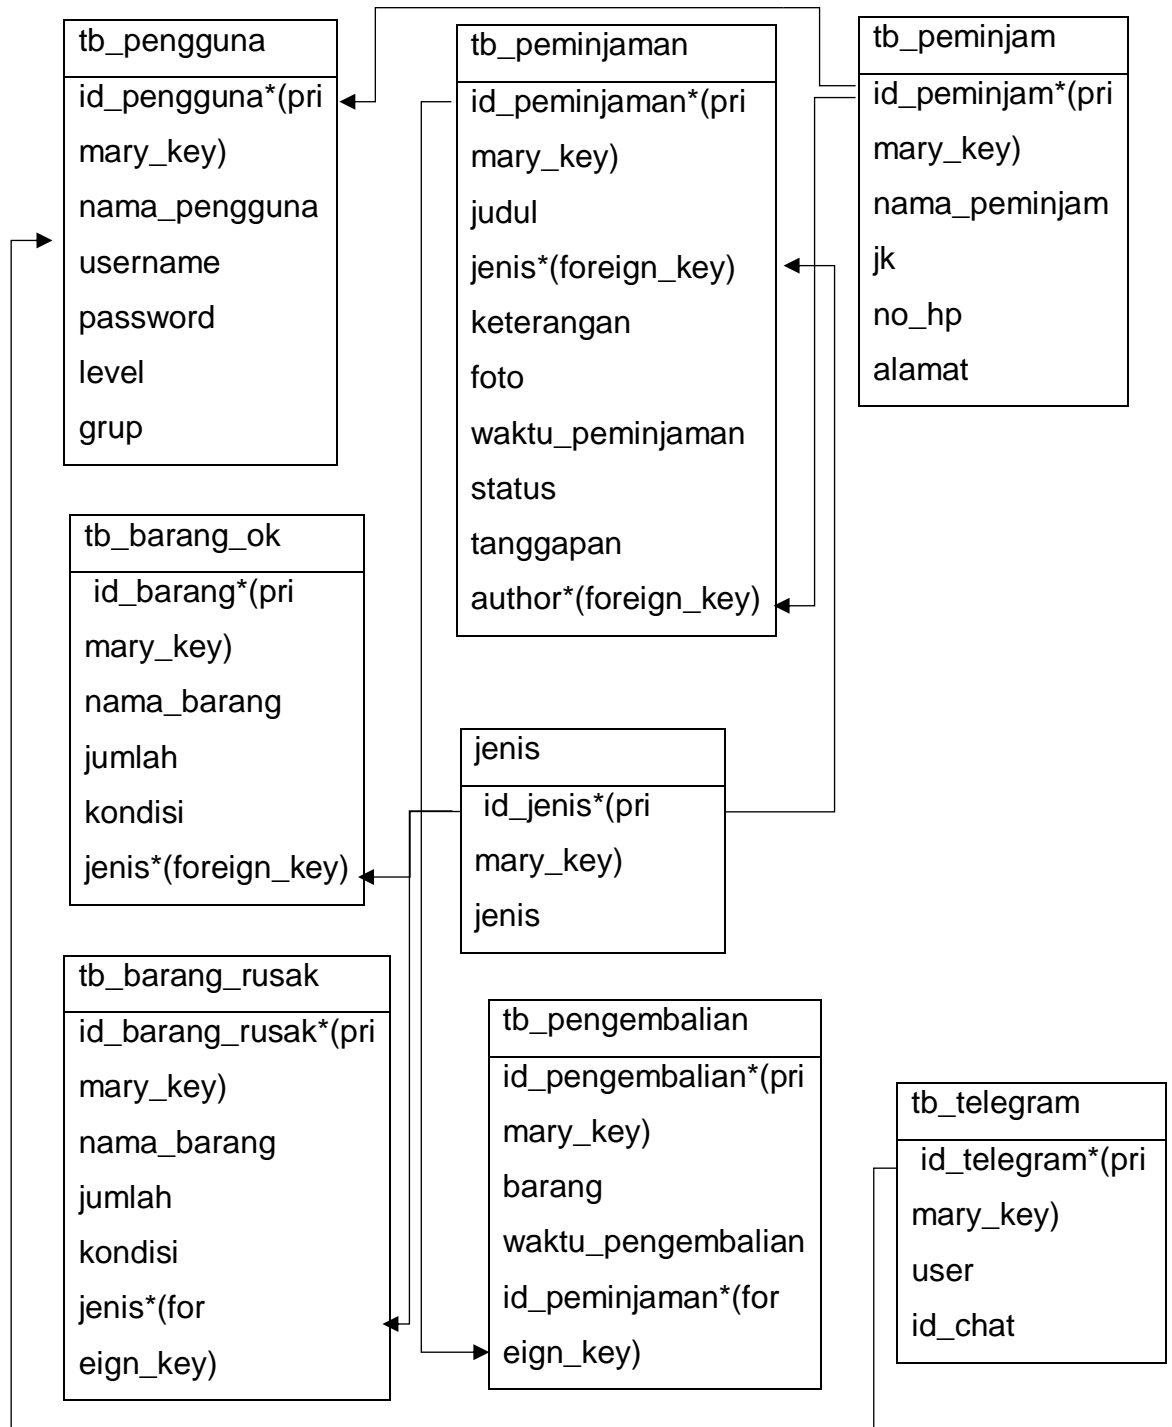 tb_pengguna
id_pengguna*(pri
mary_key)
nama_pengguna
username
password
level
grup
tb_peminjaman
id_peminjaman*(pri
mary_key)
judul
jenis*(foreign_key)
keterangan
foto
waktu_peminjaman
status
tanggapan
author*(foreign_key)
tb_peminjam
id_peminjam*(pri
mary_key)
nama_peminjam
jk
no_hp
alamat
tb_barang_ok
id_barang*(pri
mary_key)
nama_barang
jumlah
kondisi
jenis*(foreign_key)
jenis
id_jenis*(pri
mary_key)
jenis
tb_barang_rusak
id_barang_rusak*(pri
mary_key)
nama_barang
jumlah
kondisi
jenis*(for
eign_key)
tb_pengembalian
id_pengembalian*(pri
mary_key)
barang
waktu_pengembalian
id_peminjaman*(for
eign_key)
tb_telegram
id_telegram*(pri
mary_key)
user
id_chat